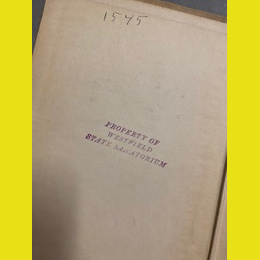 1545
PROPERTY OF
WESTFIELD
STATE SANATORIUM